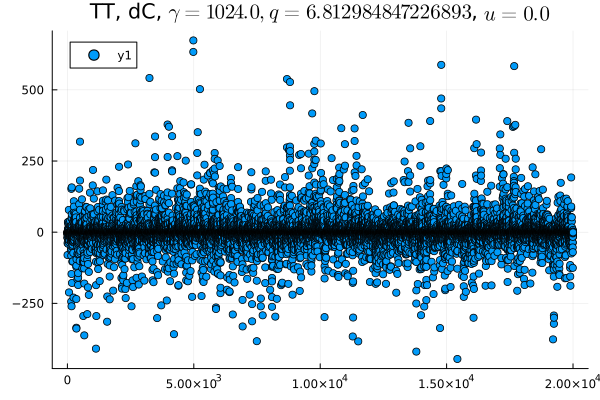 TT, dC, γ = 1024.0, q = 6.812984847226893, u = 0.0
y1
500
250
0
−250
0 5.00×10³ 1.00×10⁴ 1.50×10⁴ 2.00×10⁴